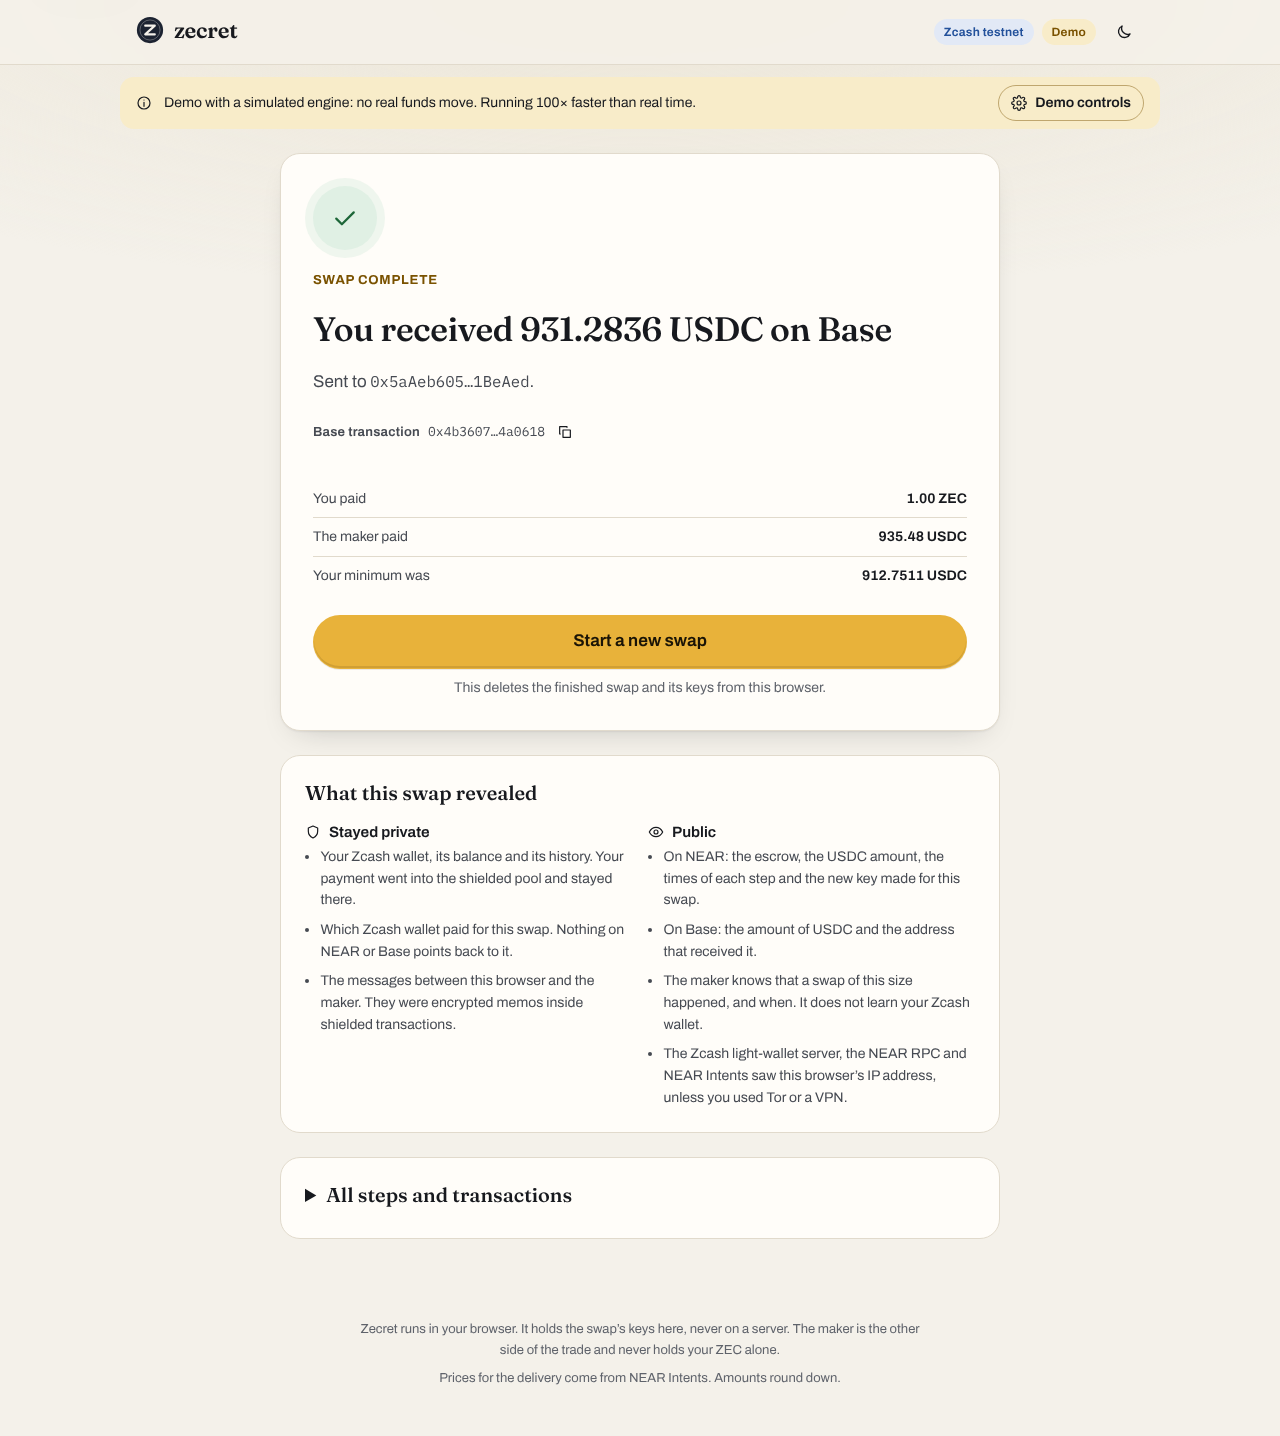 zecret
Zcash testnet
Demo
Demo with a simulated engine: no real funds move. Running 100× faster than real time.
Demo controls
SWAP COMPLETE
You received 931.2836 USDC on Base
Sent to 0x5aAeb605…1BeAed.
Base transaction 0x4b3607…4a0618
You paid 1.00 ZEC
The maker paid 935.48 USDC
Your minimum was 912.7511 USDC
Start a new swap
This deletes the finished swap and its keys from this browser.
What this swap revealed
Stayed private
• Your Zcash wallet, its balance and its history. Your
payment went into the shielded pool and stayed
there.
• Which Zcash wallet paid for this swap. Nothing on
NEAR or Base points back to it.
• The messages between this browser and the
maker. They were encrypted memos inside
shielded transactions.
Public
• On NEAR: the escrow, the USDC amount, the
times of each step and the new key made for this
swap.
• On Base: the amount of USDC and the address
that received it.
• The maker knows that a swap of this size
happened, and when. It does not learn your Zcash
wallet.
• The Zcash light-wallet server, the NEAR RPC and
NEAR Intents saw this browser’s IP address,
unless you used Tor or a VPN.
All steps and transactions
Zecret runs in your browser. It holds the swap’s keys here, never on a server. The maker is the other
side of the trade and never holds your ZEC alone.
Prices for the delivery come from NEAR Intents. Amounts round down.